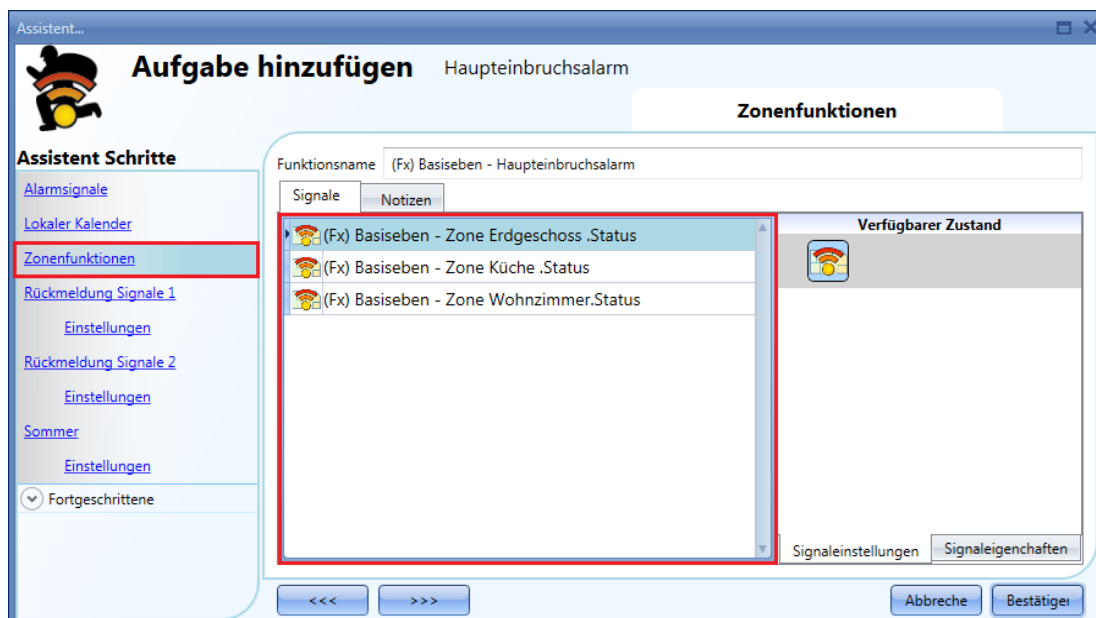 Assistent...
Aufgabe hinzufügen Haupteinbruchsalarm
Zonenfunktionen
Assistent Schritte
Alarmsignale
Lokaler Kalender
Zonenfunktionen
Rückmeldung Signale 1
Einstellungen
Rückmeldung Signale 2
Einstellungen
Sommer
Einstellungen
Fortgeschrittene
Funktionsname (Fx) Basiseben - Haupteinbruchsalarm
Signale Notizen
(Fx) Basiseben - Zone Erdgeschoss .Status
(Fx) Basiseben - Zone Küche .Status
(Fx) Basiseben - Zone Wohnzimmer.Status
Verfügbarer Zustand
Signaleinstellungen Signaleigenchaften
<<< >>> Abbreche Bestätiger